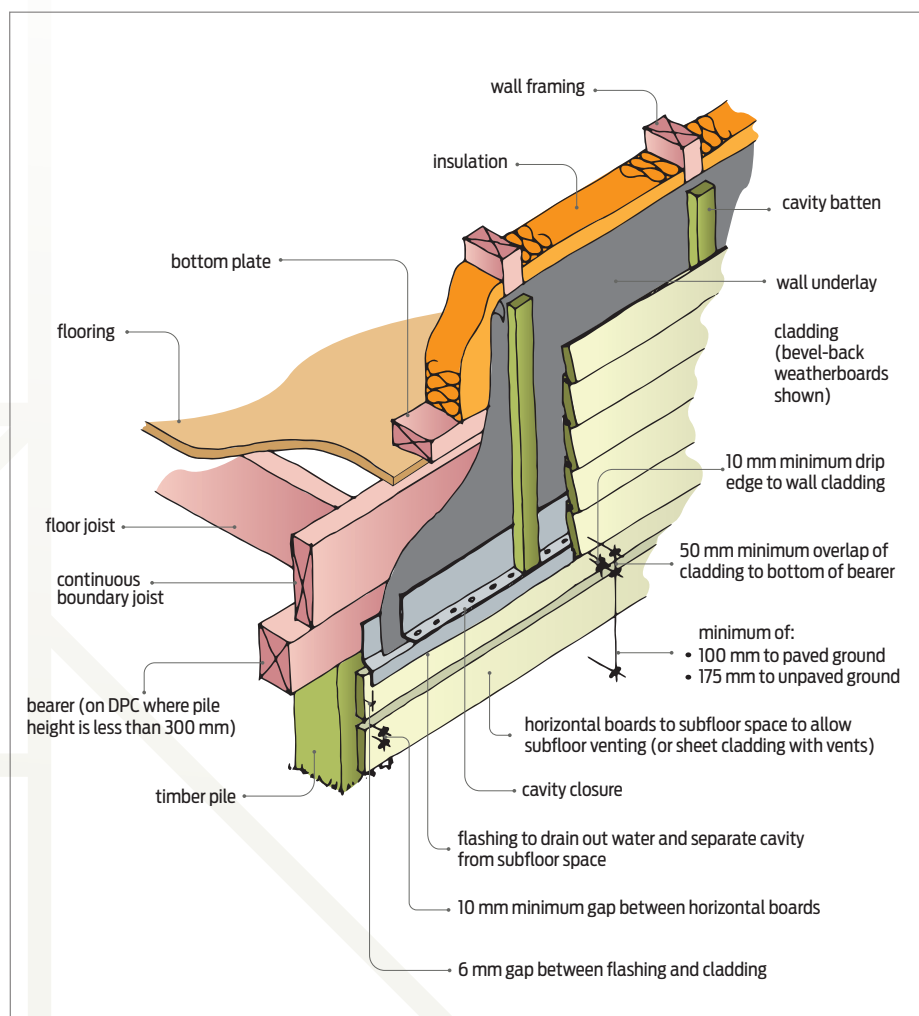 wall framing
insulation
cavity batten
bottom plate
wall underlay
flooring
cladding
(bevel-back
weatherboards
shown)
10 mm minimum drip
edge to wall cladding
floor joist
50 mm minimum overlap of
cladding to bottom of bearer
continuous
boundary joist
minimum of:
• 100 mm to paved ground
• 175 mm to unpaved ground
bearer (on DPC where pile
height is less than 300 mm)
horizontal boards to subfloor space to allow
subfloor venting (or sheet cladding with vents)
timber pile
cavity closure
flashing to drain out water and separate cavity
from subfloor space
10 mm minimum gap between horizontal boards
6 mm gap between flashing and cladding